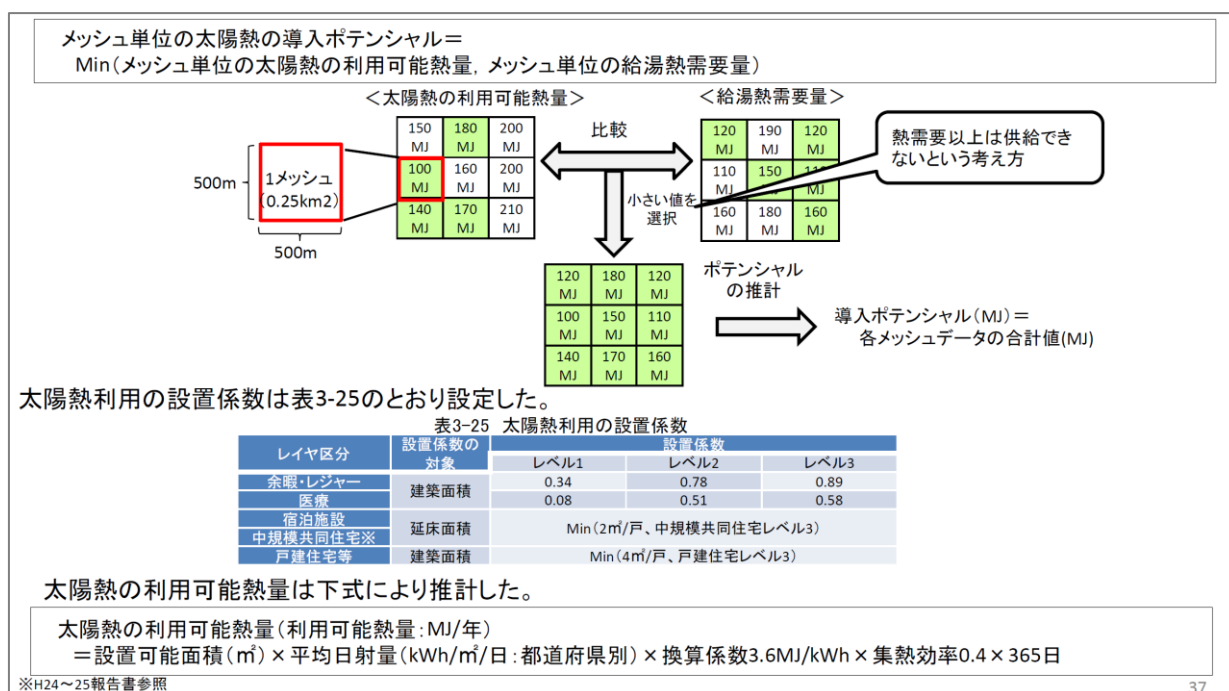 メッシュ単位の太陽熱の導入ポテンシャル＝
Min（メッシュ単位の太陽熱の利用可能熱量，メッシュ単位の給湯熱需要量）
＜太陽熱の利用可能熱量＞
150 MJ 180 MJ 200 MJ
100 MJ 160 MJ 200 MJ
140 MJ 170 MJ 210 MJ
500m
1メッシュ
（0.25km2）
500m
比較
小さい値を
選択
＜給湯熱需要量＞
120 MJ 190 MJ 120 MJ
110 MJ 150 MJ
160 MJ 180 MJ 160 MJ
熱需要以上は供給でき
ないという考え方
120 MJ 180 MJ 120 MJ
100 MJ 150 MJ 110 MJ
140 MJ 170 MJ 160 MJ
ポテンシャル
の推計
導入ポテンシャル（MJ）＝
各メッシュデータの合計値(MJ)
太陽熱利用の設置係数は表3-25のとおり設定した。
表3-25 太陽熱利用の設置係数
レイヤ区分 設置係数の対象 設置係数
レベル1 レベル2 レベル3
余暇・レジャー 建築面積 0.34 0.78 0.89
医療 0.08 0.51 0.58
宿泊施設 延床面積 Min（2㎡/戸、中規模共同住宅レベル3）
中規模共同住宅※
戸建住宅等 建築面積 Min（4㎡/戸、戸建住宅レベル3）
太陽熱の利用可能熱量は下式により推計した。
太陽熱の利用可能熱量（利用可能熱量：MJ/年）
＝設置可能面積（㎡）×平均日射量（kWh/㎡/日：都道府県別）×換算係数3.6MJ/kWh×集熱効率0.4×365日
※H24～25報告書参照
37